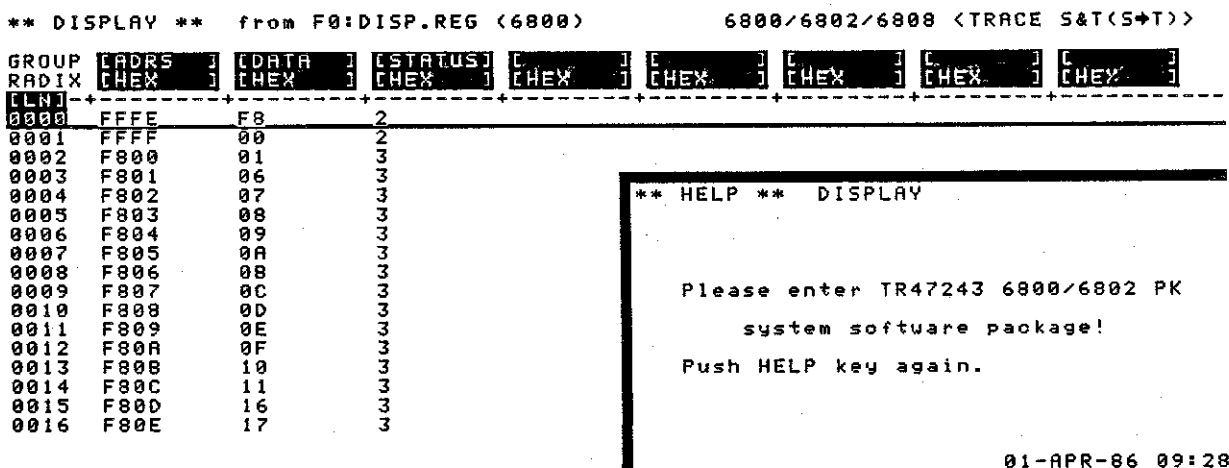 ** DISPLAY ** from F0:DISP.REG (6800) 6800/6802/6808 <TRACE S&T(S→T)>
GROUP [ADRS ] [DATA ] [STATUS] [ ] [ ] [ ] [ ] [ ]
RADIX [HEX ] [HEX ] [HEX ] [HEX ] [HEX ] [HEX ] [HEX ] [HEX ]
[LN]
0000 FFFE F8 2
0001 FFFF 00 2
0002 F800 01 3
0003 F801 06 3
0004 F802 07 3
0005 F803 08 3
0006 F804 09 3
0007 F805 0A 3
0008 F806 0B 3
0009 F807 0C 3
0010 F808 0D 3
0011 F809 0E 3
0012 F80A 0F 3
0013 F80B 10 3
0014 F80C 11 3
0015 F80D 16 3
0016 F80E 17 3
** HELP ** DISPLAY
Please enter TR47243 6800/6802 PK
system software package!
Push HELP key again.
01-APR-86 09:28